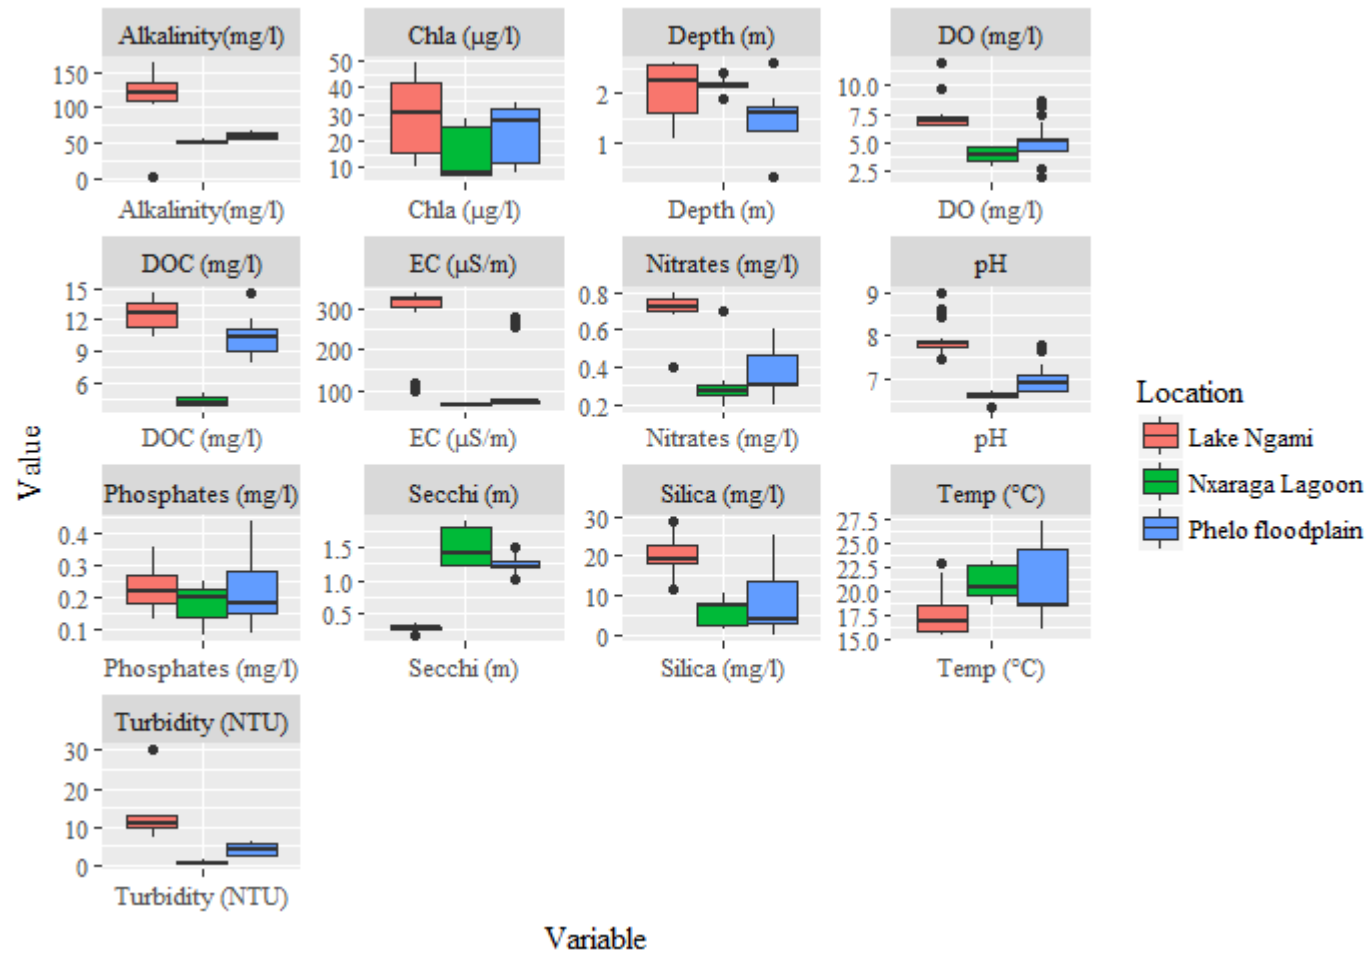 Alkalinity(mg/l) Chla (µg/l) Depth (m) DO (mg/l)
150 100 50 0
50 40 30 20 10
2 1
10.0 7.5 5.0 2.5
Alkalinity(mg/l) Chla (µg/l) Depth (m) DO (mg/l)
DOC (mg/l) EC (µS/m) Nitrates (mg/l) pH
15 12 9 6
300 200 100
0.8 0.6 0.4 0.2
9 8 7
DOC (mg/l) EC (µS/m) Nitrates (mg/l) pH
Phosphates (mg/l) Secchi (m) Silica (mg/l) Temp (°C)
0.4 0.3 0.2 0.1
1.5 1.0 0.5
30 20 10 0
27.5 25.0 22.5 20.0 17.5 15.0
Phosphates (mg/l) Secchi (m) Silica (mg/l) Temp (°C)
Turbidity (NTU)
30 20 10 0
Turbidity (NTU)
Value
Variable
Location
Lake Ngami
Nxaraga Lagoon
Phelo floodplain